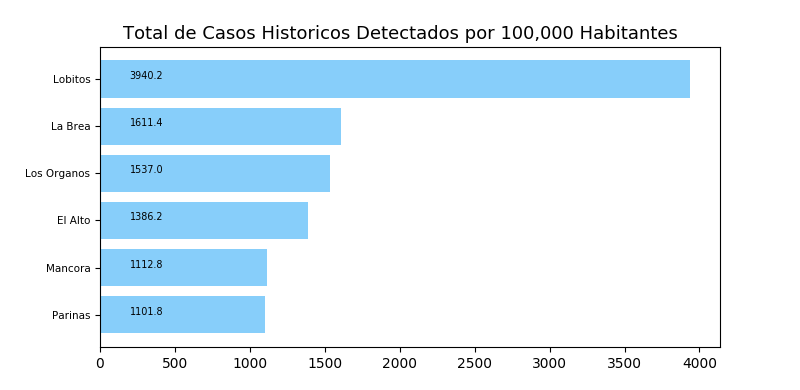 Total de Casos Historicos Detectados por 100,000 Habitantes
Lobitos 3940.2
La Brea 1611.4
Los Organos 1537.0
El Alto 1386.2
Mancora 1112.8
Parinas 1101.8
0 500 1000 1500 2000 2500 3000 3500 4000